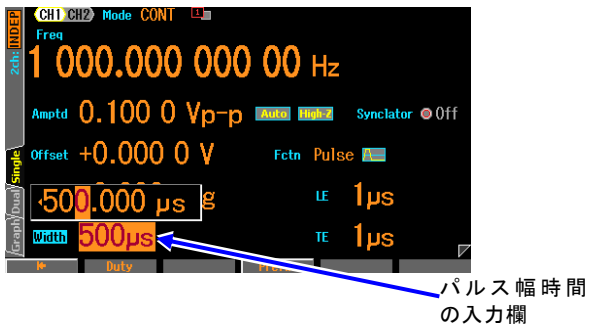 2ch: INDEP
CH1 CH2 Mode CONT 1
Freq
1 000.000 000 00 Hz
Amptd 0.100 0 Vp-p Auto High-Z Synclator Off
Offset +0.000 0 V Fctn Pulse
Graph Dual Single
500.000 μs g LE 1μs
Width 500μs TE 1μs
Duty
パルス幅時間
の入力欄